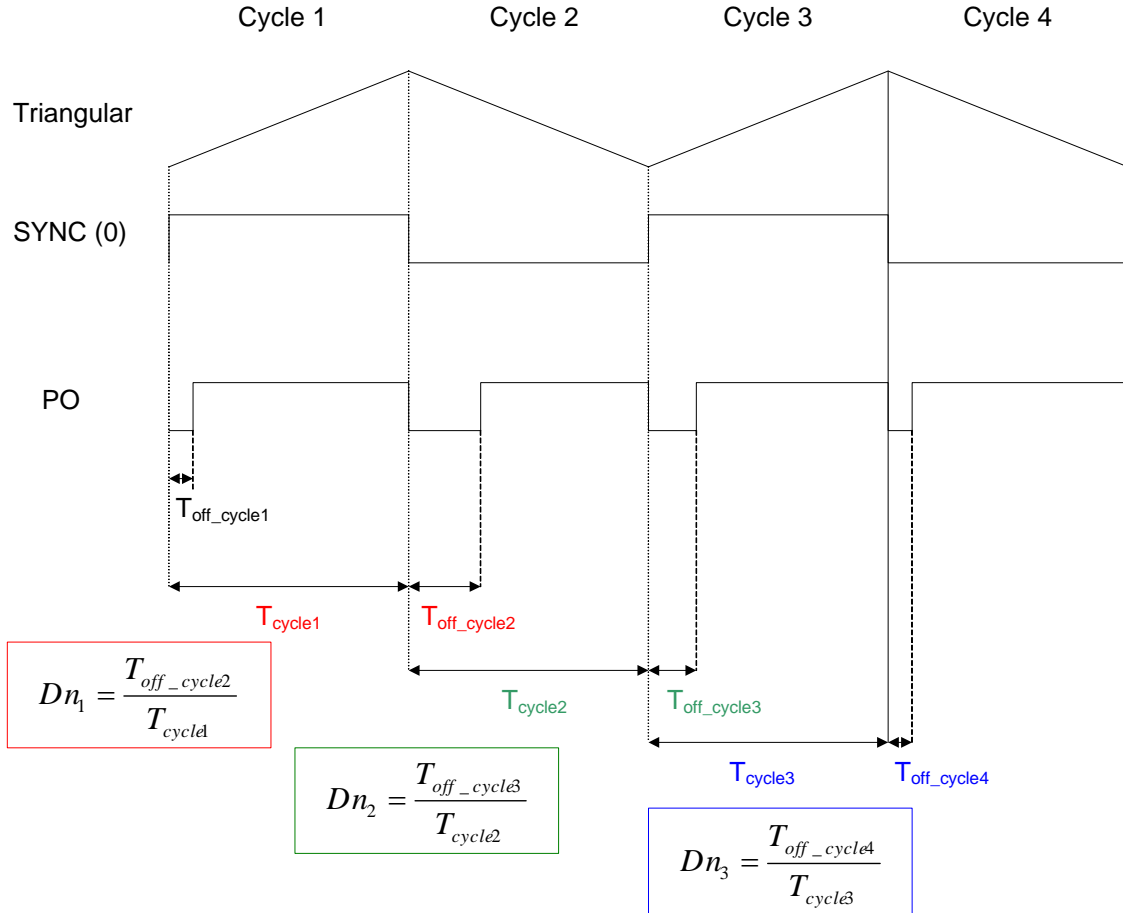 Cycle 1 Cycle 2 Cycle 3 Cycle 4
Triangular
SYNC (0)
PO
T_off_cycle1
T_cycle1 T_off_cycle2
T_cycle2 T_off_cycle3
Dn_1 = T_off_cycle2 / T_cycle1
T_cycle3 T_off_cycle4
Dn_2 = T_off_cycle3 / T_cycle2
Dn_3 = T_off_cycle4 / T_cycle3